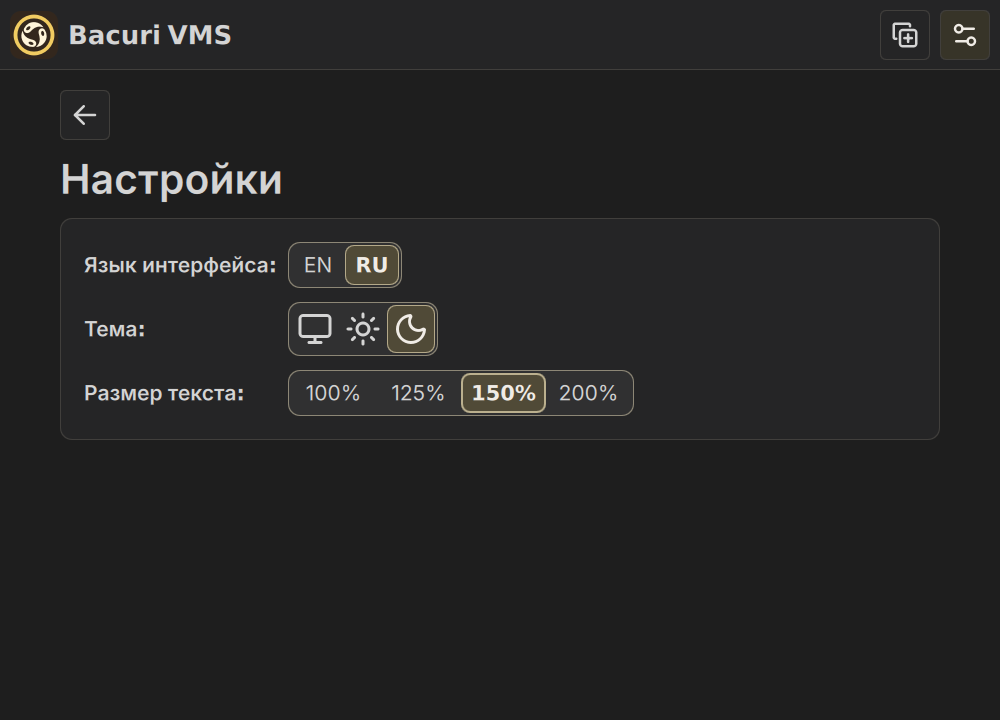 Bacuri VMS
Настройки
Язык интерфейса: EN RU
Тема:
Размер текста: 100% 125% 150% 200%